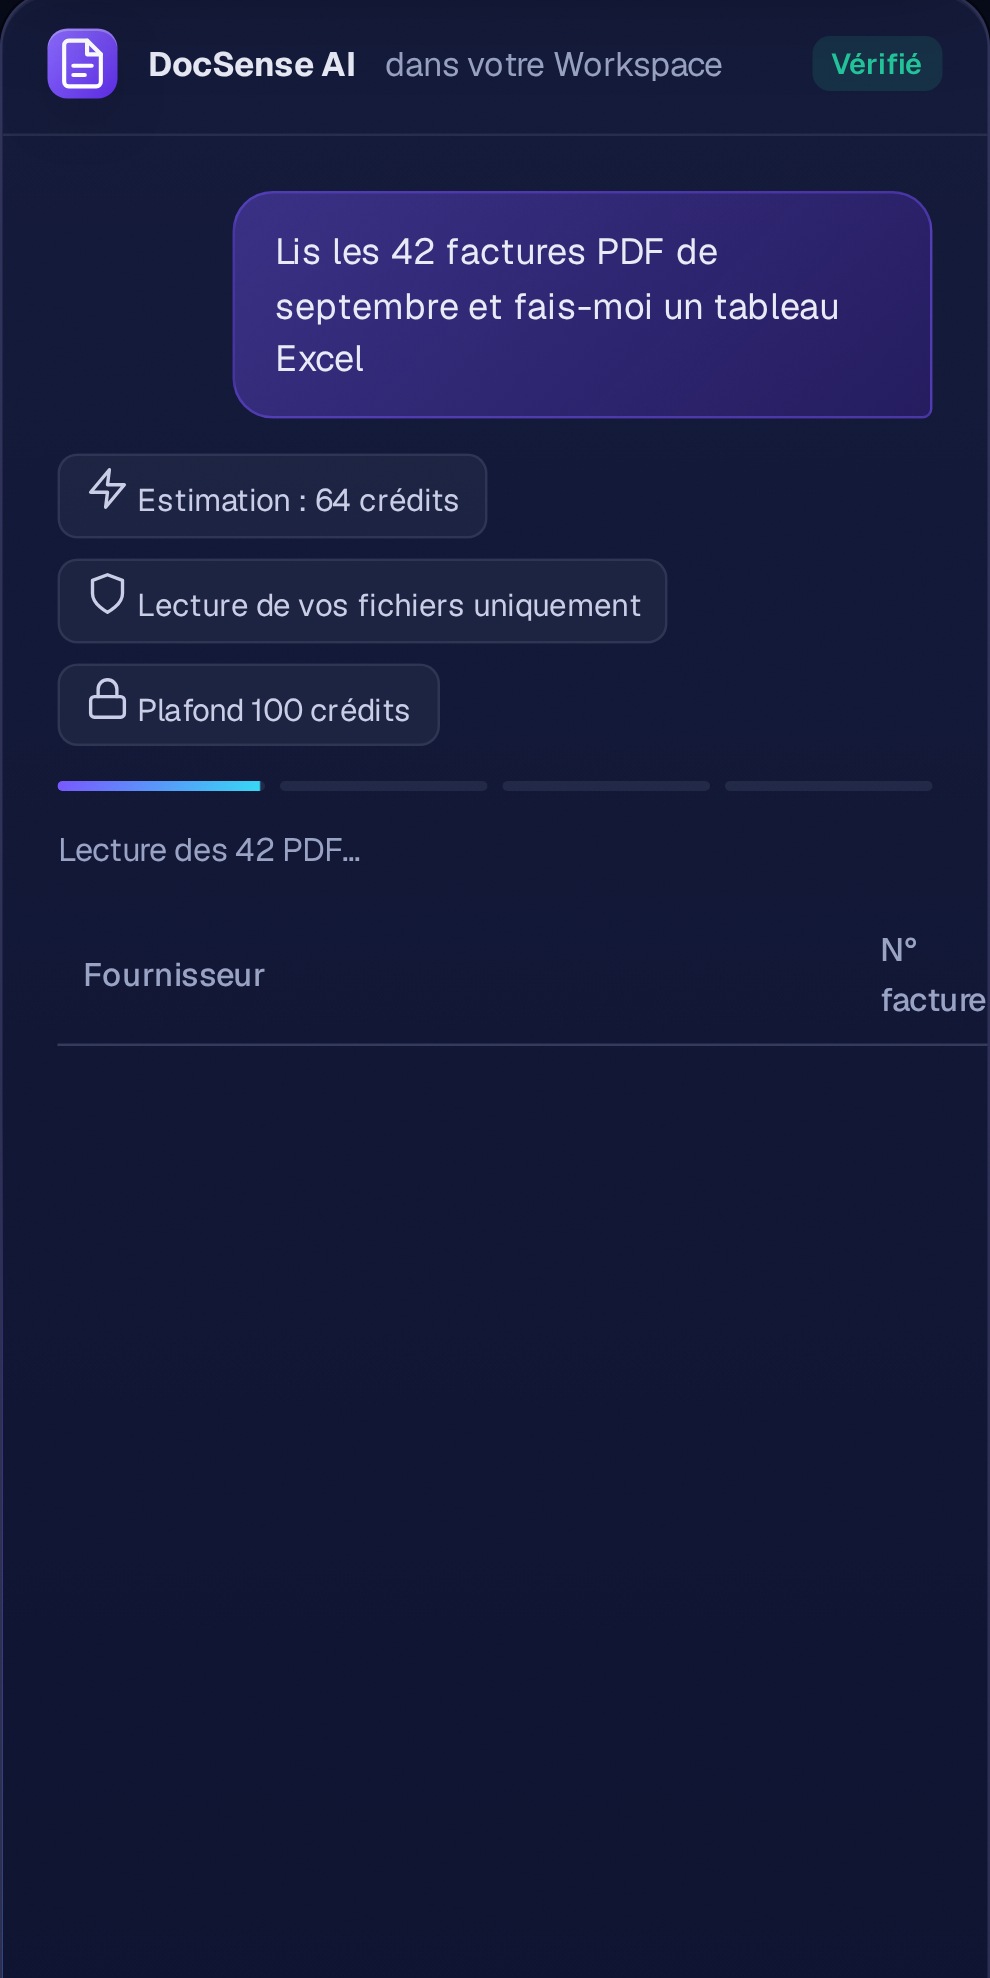 DocSense AI dans votre Workspace Vérifié
Lis les 42 factures PDF de
septembre et fais-moi un tableau
Excel
Estimation : 64 crédits
Lecture de vos fichiers uniquement
Plafond 100 crédits
Lecture des 42 PDF...
Fournisseur
N°
facture